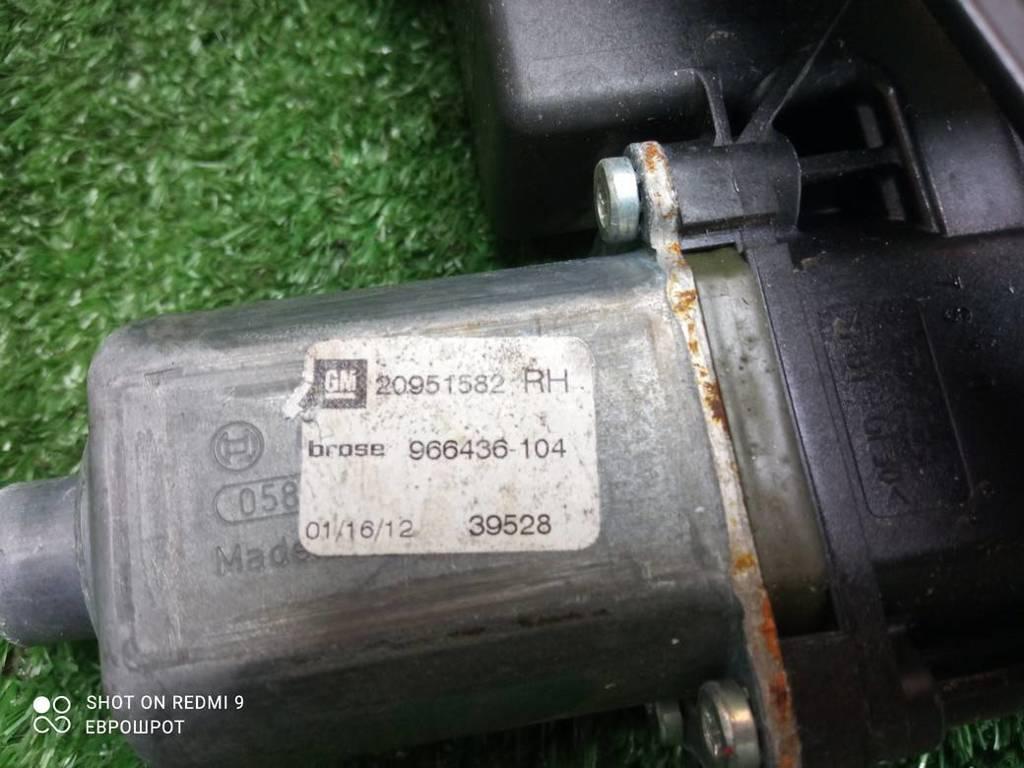 GM 20951582 RH
brose 966436-104
01/16/12 39528
058
Made
SHOT ON REDMI 9
ЕВРОШРОТ